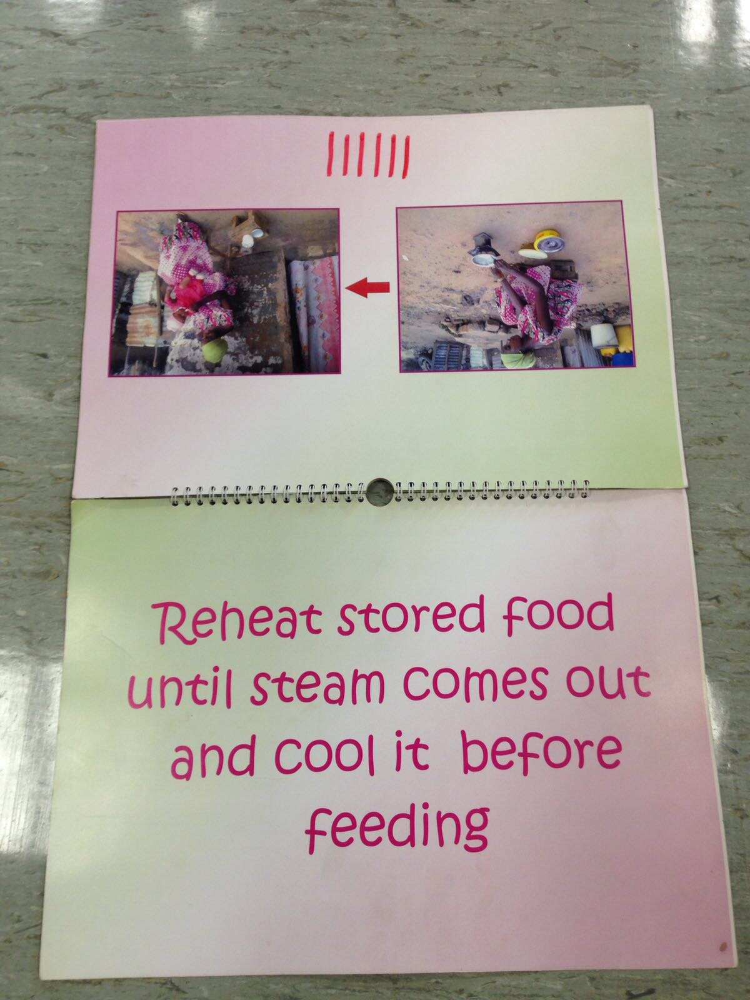 Reheat stored food
until steam comes out
and cool it before
feeding